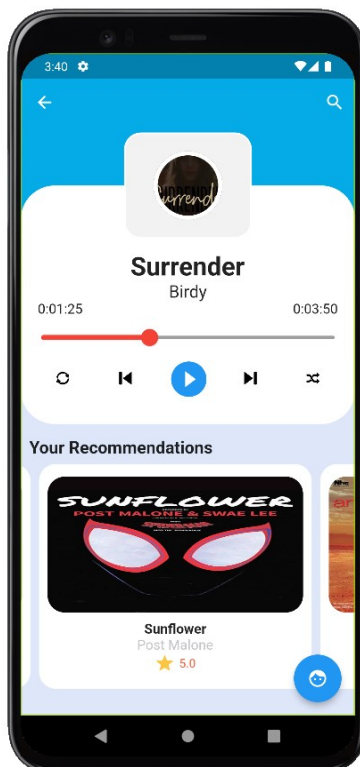 3:40
Surrender
Surrender
Birdy
0:01:25
0:03:50
Your Recommendations
SUNFLOWER
POST MALONE & SWAE LEE
Sunflower
Post Malone
5.0